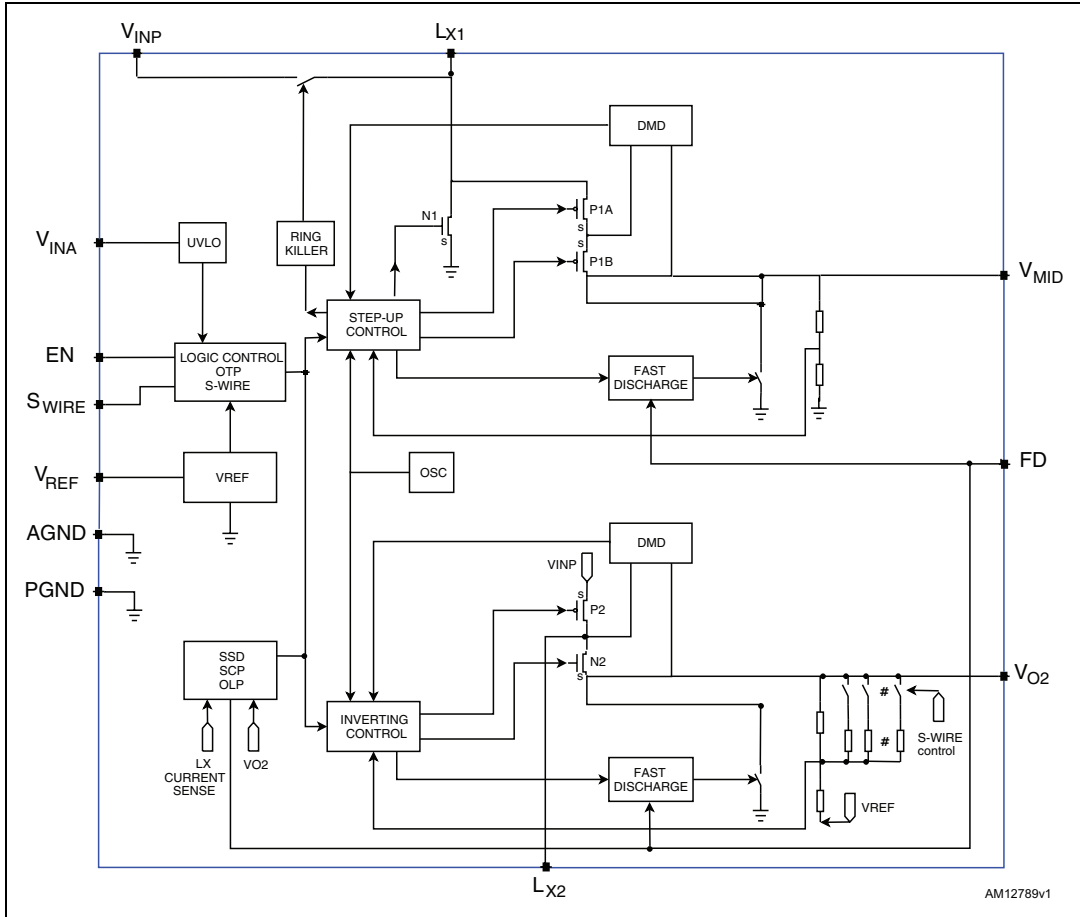 VINP
LX1
DMD
N1
S
P1A
S
S
P1B
VINA
UVLO
RING
KILLER
VMID
STEP-UP
CONTROL
EN
LOGIC CONTROL
OTP
S-WIRE
SWIRE
FAST
DISCHARGE
VREF
VREF
OSC
FD
AGND
DMD
VINP
PGND
S
P2
SSD
SCP
OLP
N2
S
VO2
#
INVERTING
CONTROL
S-WIRE
control
#
LX
CURRENT
SENSE
VO2
FAST
DISCHARGE
VREF
LX2
AM12789v1